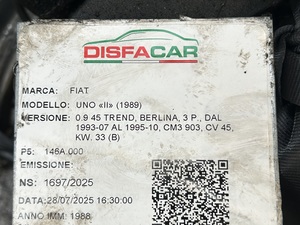 DISFACAR
MARCA: FIAT
MODELLO: UNO «II» (1989)
VERSIONE: 0.9 45 TREND, BERLINA, 3 P., DAL
1993-07 AL 1995-10, CM3 903, CV 45,
KW. 33 (B)
P5: 146A.000
EMISSIONE:
NS: 1697/2025
DATA:28/07/2025 16:30:00
ANNO IMM: 1988